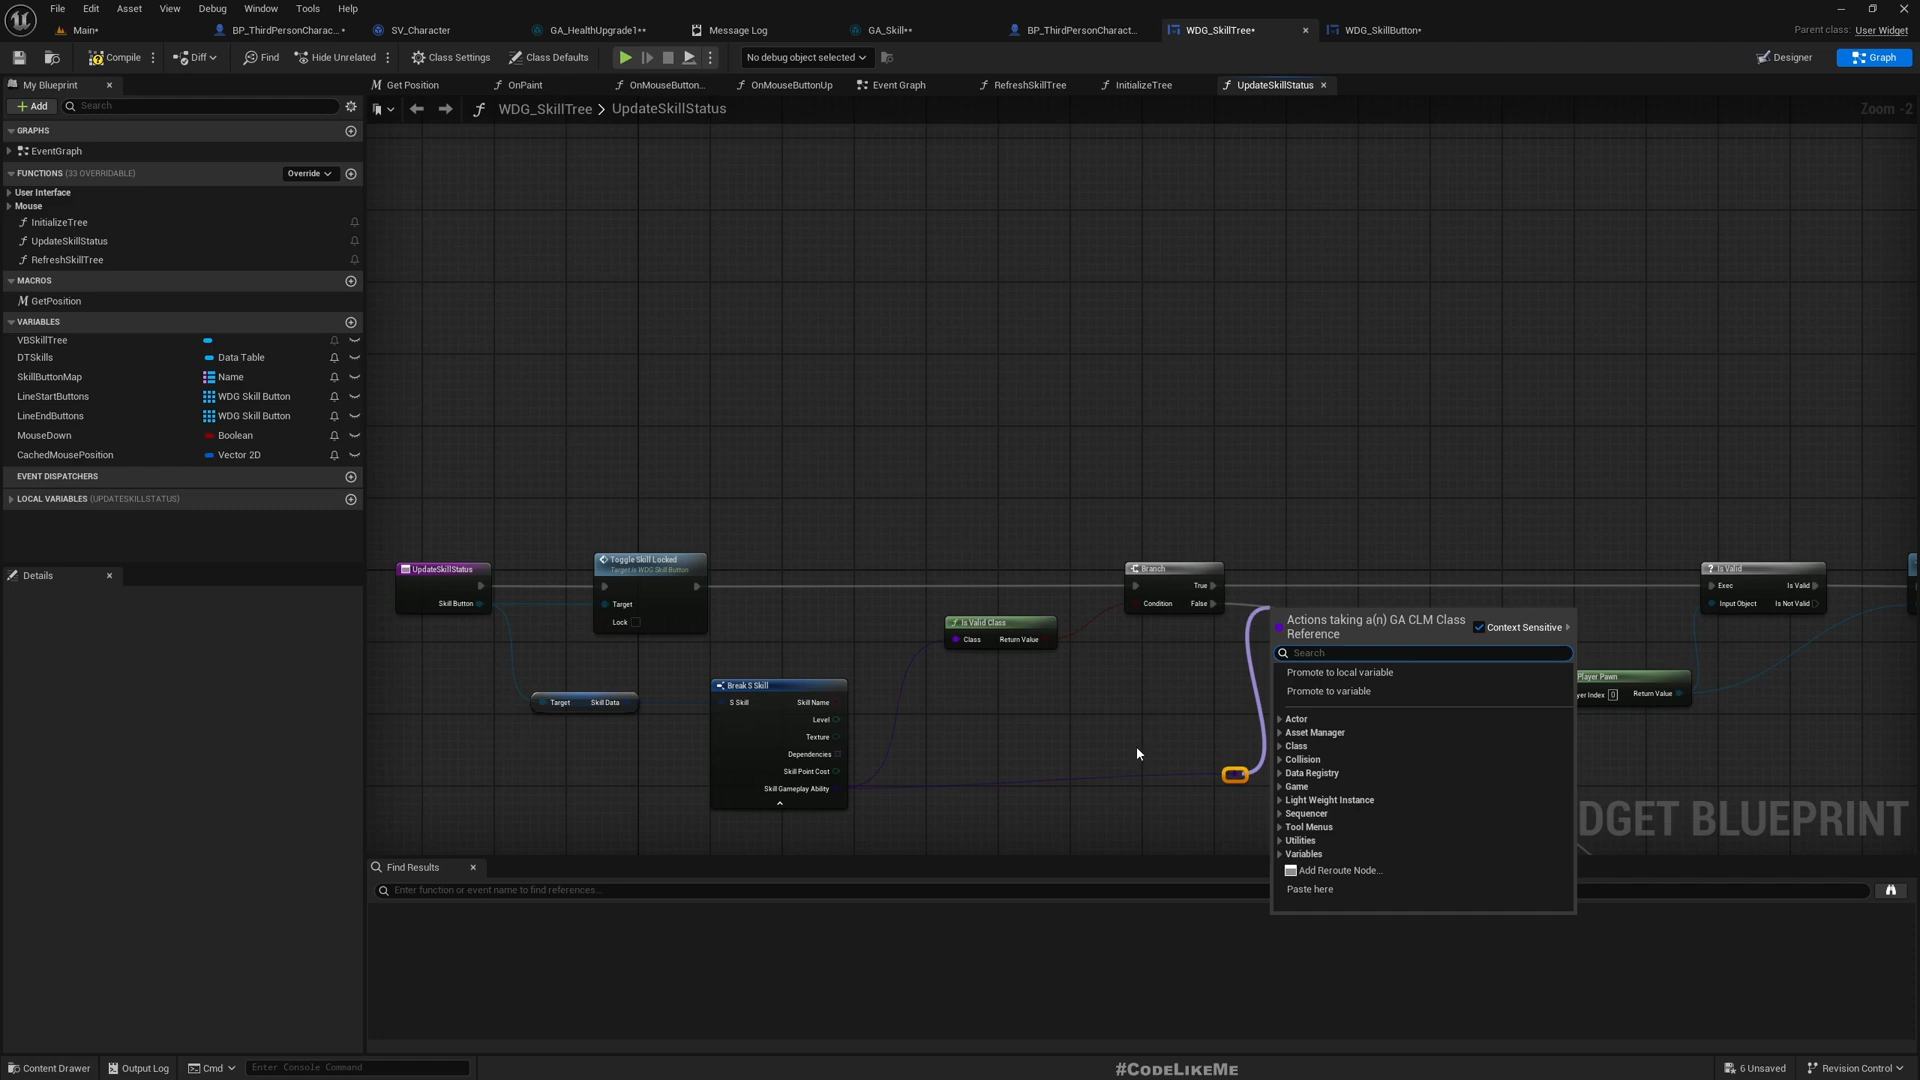 File Edit Asset View Window Debug Window Tools Help
Main*
BP_ThirdPersonCharac...*
SV_Character
GA_HealthUpgrade1**
Message Log
GA_Skill**
BP_ThirdPersonCharact...
WDG_SkillTree*
WDG_SkillButton*
Parent class: User Widget
Compile
Diff
Find
Hide Unrelated
Class Settings
Class Defaults
No debug object selected
Designer
Graph
My Blueprint
Get Position
OnPaint
OnMouseButton...
OnMouseButtonUp
Event Graph
RefreshSkillTree
InitializeTree
UpdateSkillStatus
Add
Search
WDG_SkillTree > UpdateSkillStatus
Zoom -2
GRAPHS
EventGraph
FUNCTIONS (33 OVERRIDABLE)
Override
User Interface
Mouse
InitializeTree
UpdateSkillStatus
RefreshSkillTree
MACROS
GetPosition
VARIABLES
VBSkillTree
DTSkills Data Table
SkillButtonMap Name
LineStartButtons WDG Skill Button
LineEndButtons WDG Skill Button
MouseDown Boolean
CachedMousePosition Vector 2D
EVENT DISPATCHERS
LOCAL VARIABLES (UPDATESKILLSTATUS)
Details
UpdateSkillStatus
Skill Button
Toggle Skill Locked
Target is WDG Skill Button
Target
Lock
Target Skill Data
Break S Skill
S Skill Skill Name
Level
Texture
Dependencies
Skill Point Cost
Skill Gameplay Ability
Is Valid Class
Class Return Value
Branch
True
Condition False
Actions taking a(n) GA CLM Class
Reference
Context Sensitive
Search
Promote to local variable
Promote to variable
Actor
Asset Manager
Class
Collision
Data Registry
Game
Light Weight Instance
Sequencer
Tool Menus
Utilities
Variables
Add Reroute Node...
Paste here
Is Valid
Exec Is Valid
Input Object Is Not Valid
Player Pawn
yer Index 0 Return Value
DGET BLUEPRINT
Find Results
Enter function or event name to find references...
Content Drawer
Output Log
Cmd
Enter Console Command
#CodeLikeMe
6 Unsaved
Revision Control